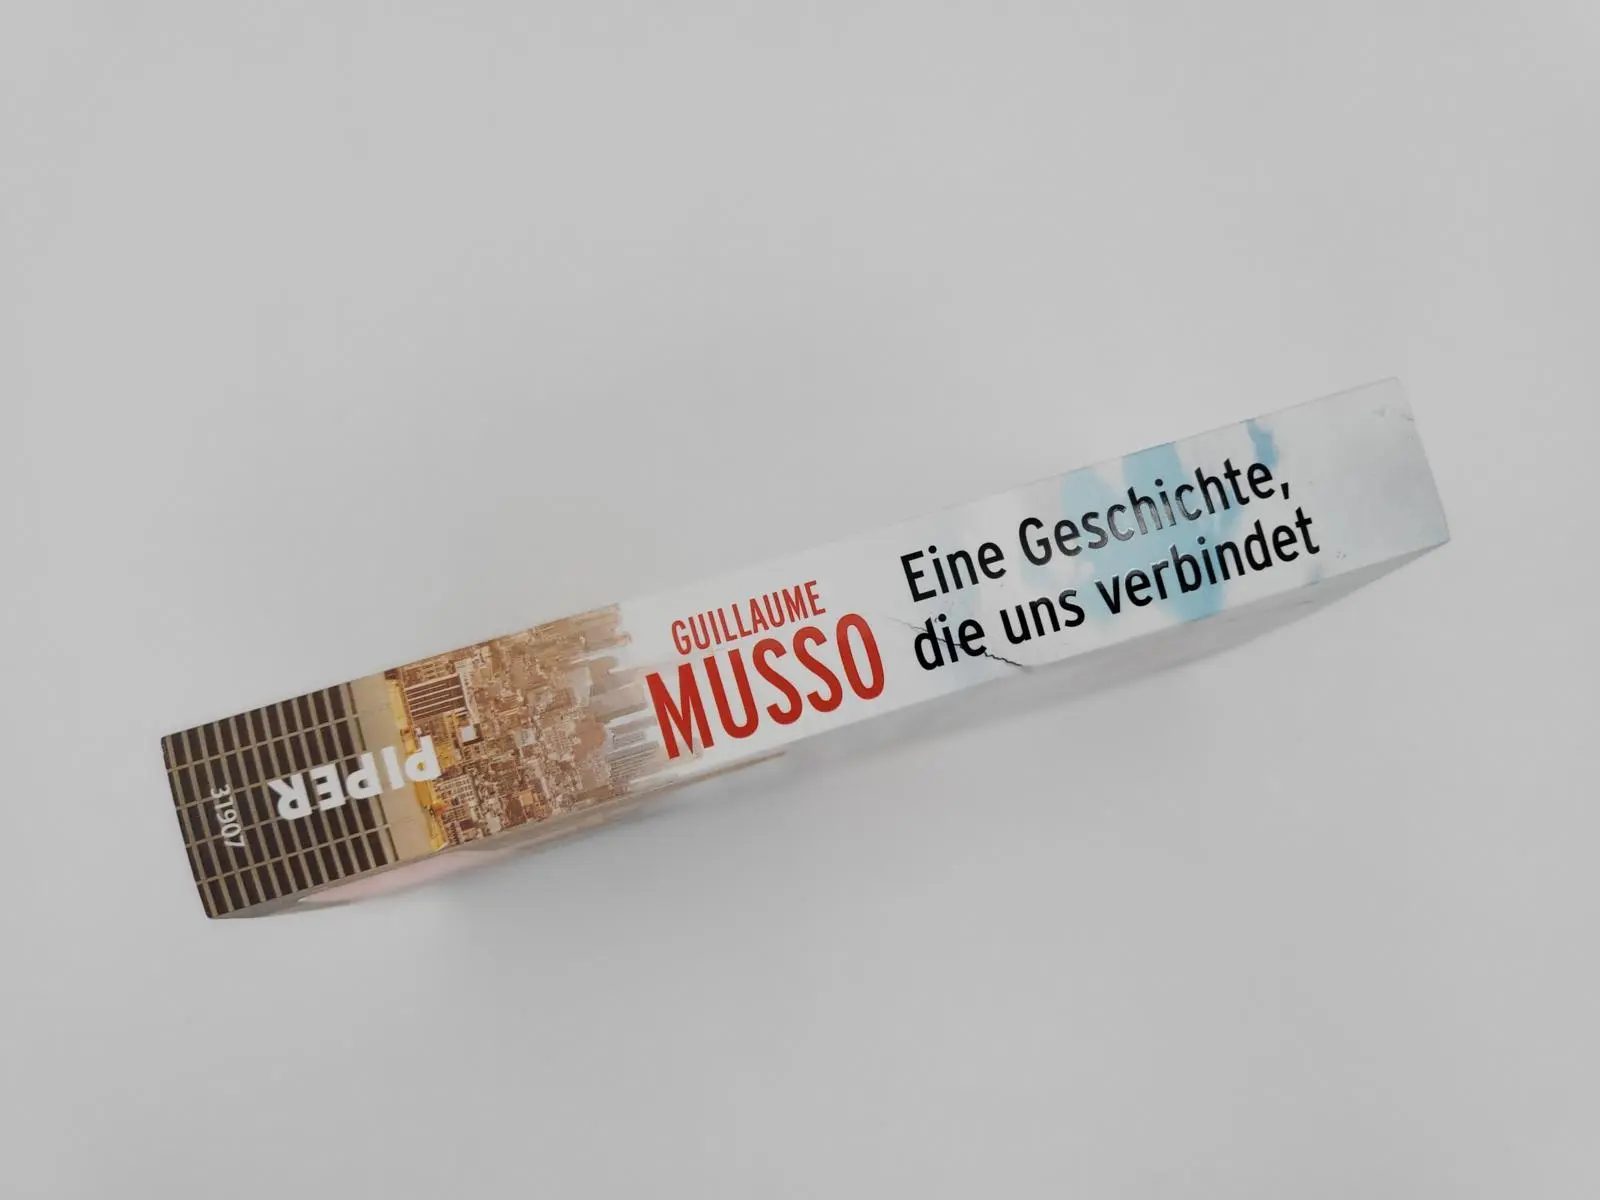 GUILLAUME
MUSSO
Eine Geschichte,
die uns verbindet
PIPER
31907